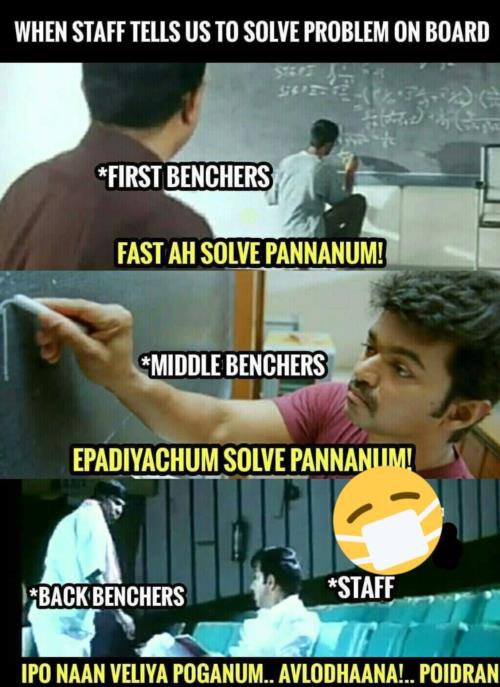 WHEN STAFF TELLS US TO SOLVE PROBLEM ON BOARD
*FIRST BENCHERS
FAST AH SOLVE PANNANUM!
*MIDDLE BENCHERS
EPADIYACHUM SOLVE PANNANUM!
*BACK BENCHERS
*STAFF
IPO NAAN VELIYA POGANUM.. AVLODHAANA!.. POIDRAN